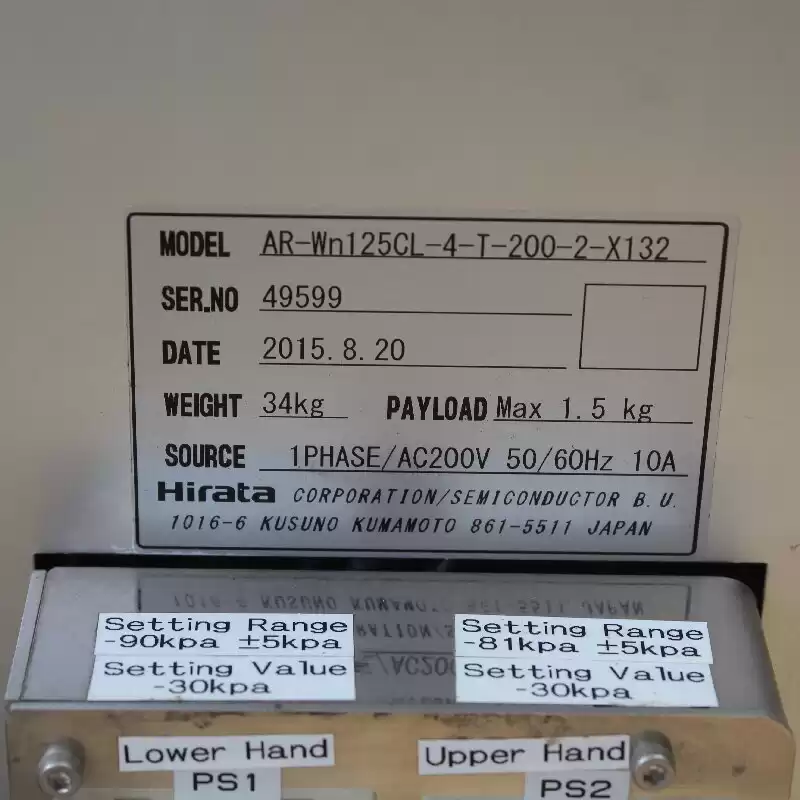 MODEL AR-Wn125CL-4-T-200-2-X132
SER.NO 49599
DATE 2015.8.20
WEIGHT 34kg PAYLOAD Max 1.5 kg
SOURCE 1PHASE/AC200V 50/60Hz 10A
Hirata CORPORATION/SEMICONDUCTOR B.U.
1016-6 KUSUNO KUMAMOTO 861-5511 JAPAN
Setting Range
-90kpa ±5kpa
Setting Value
-30kpa
Setting Range
-81kpa ±5kpa
Setting Value
-30kpa
Lower Hand
PS1
Upper Hand
PS2